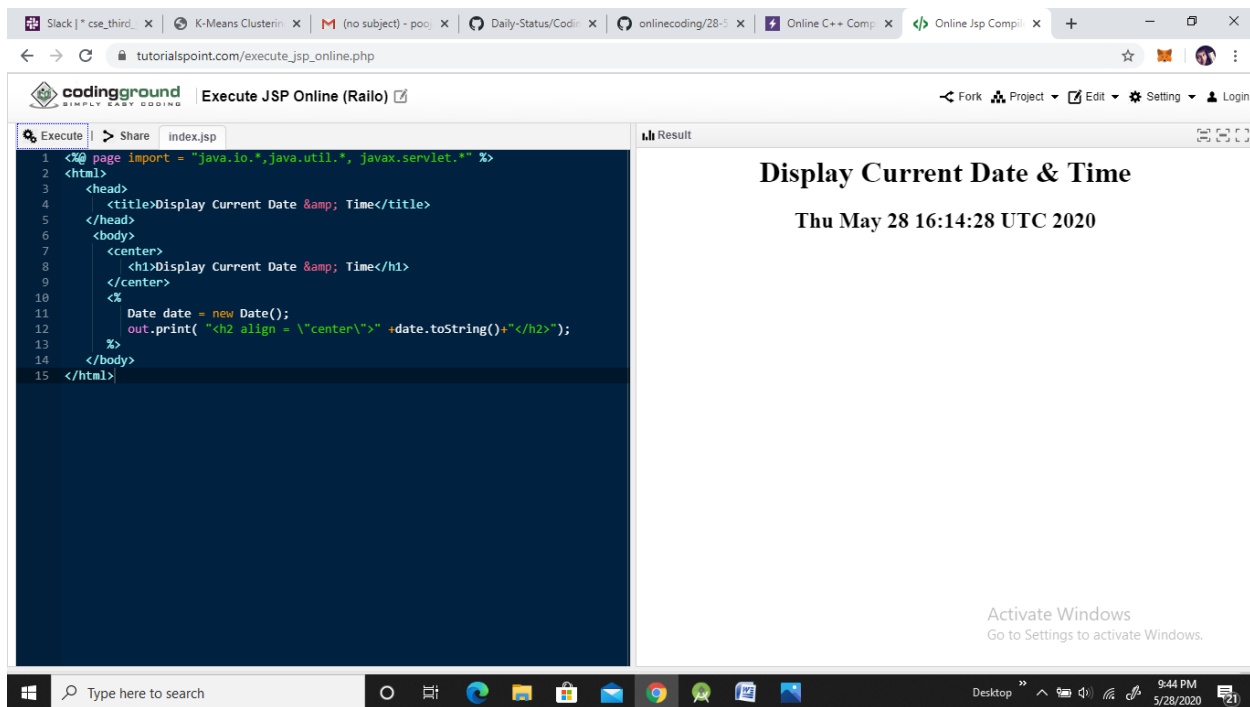 Slack | * cse_third_
K-Means Clusterin
(no subject) - pooj
Daily-Status/Codin
onlinecoding/28-5
Online C++ Comp
Online Jsp Compil
tutorialspoint.com/execute_jsp_online.php
codingground
SIMPLY EASY CODING
Execute JSP Online (Railo)
Fork Project Edit Setting Login
Execute | Share index.jsp
Result
1 <%@ page import = "java.io.*,java.util.*, javax.servlet.*" %>
2 <html>
3 <head>
4 <title>Display Current Date &amp; Time</title>
5 </head>
6 <body>
7 <center>
8 <h1>Display Current Date &amp; Time</h1>
9 </center>
10 <%
11 Date date = new Date();
12 out.print( "<h2 align = \"center\">" +date.toString()+"</h2>");
13 %>
14 </body>
15 </html>
Display Current Date & Time
Thu May 28 16:14:28 UTC 2020
Activate Windows
Go to Settings to activate Windows.
Type here to search
Desktop
9:44 PM
5/28/2020
21